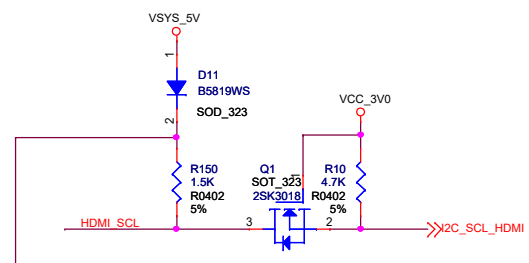 VSYS_5V
1
D11
B5819WS
SOD_323
2
VCC_3V0
R150
1.5K
R0402
5%
Q1
SOT_323
2SK3018
1
R10
4.7K
R0402
5%
HDMI_SCL
3
2
I2C_SCL_HDMI